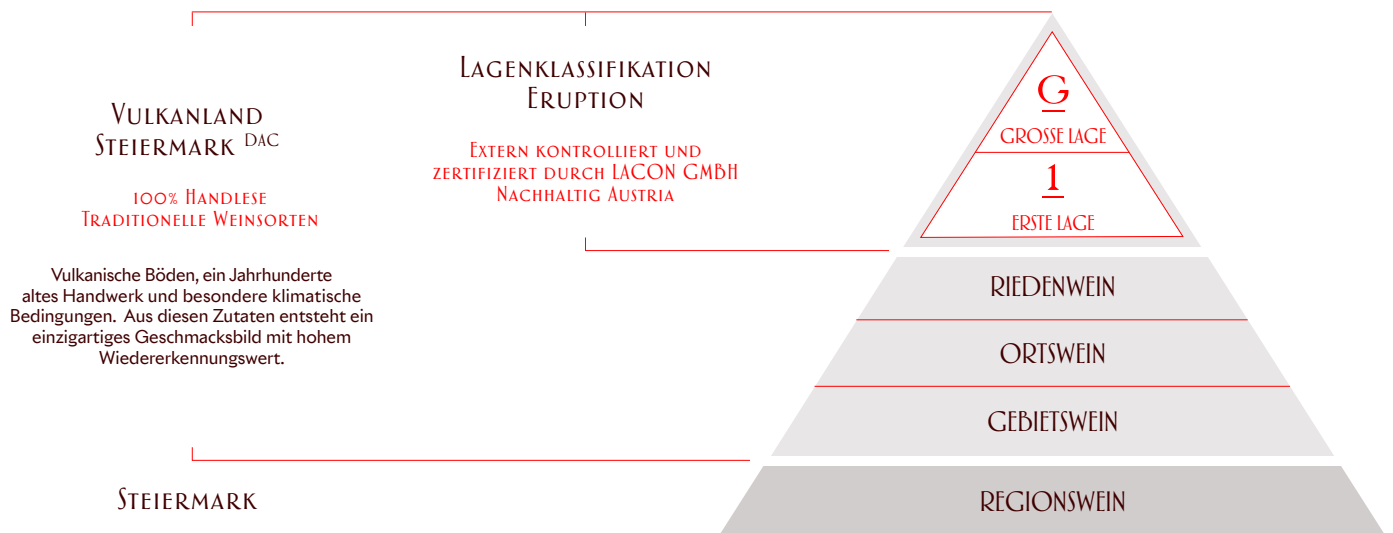 Vulkanland
Steiermark DAC
100% Handlese
Traditionelle Weinsorten
Vulkanische Böden, ein Jahrhunderte
altes Handwerk und besondere klimatische
Bedingungen. Aus diesen Zutaten entsteht ein
einzigartiges Geschmacksbild mit hohem
Wiedererkennungswert.
Steiermark
Lagenklassifikation
Eruption
Extern kontrolliert und
zertifiziert durch LACON GMBH
Nachhaltig Austria
G
GROSSE LAGE
1
ERSTE LAGE
RIEDENWEIN
ORTSWEIN
GEBIETSWEIN
REGIONSWEIN